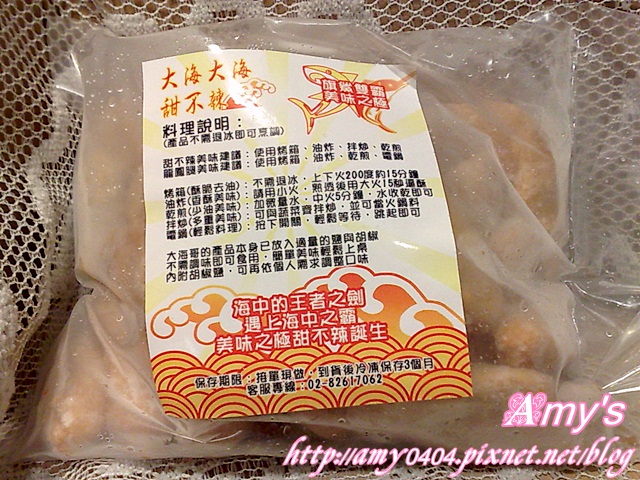 大海大海
甜不辣
旗鯊雙霸
美味之極
料理說明：
(產品不需退冰即可烹調)
甜不辣美味建議：使用烤箱、油炸、拌炒、乾煎
龍鳳腿美味建議：使用烤箱、油炸、乾煎、電鍋
烤箱(酥脆去油)：不需退冰，上下火200度約15分鐘
油炸(香酥美味)：請用小火，熟透後用大火15秒逼酥
乾煎(少油美味)：加微量水，中火5分鐘，水收乾即可
拌炒(多重美味)：可與蔬菜齊拌炒，並可當火鍋料
電鍋(輕鬆料理)：扭下開關，輕鬆等待，跳起即可
大海哥的產品本身已放入適量的鹽與胡椒
不需調味即可食用，簡單美味輕鬆上桌
內附胡椒鹽，可再依個人需求調整口味
海中的王者之劍
遇上海中之霸
美味之極甜不辣誕生
保存期限：接單現做，到貨後冷凍保存3個月
客服專線：02-82617062
Amy's
http://amy0404.pixnet.net/blog